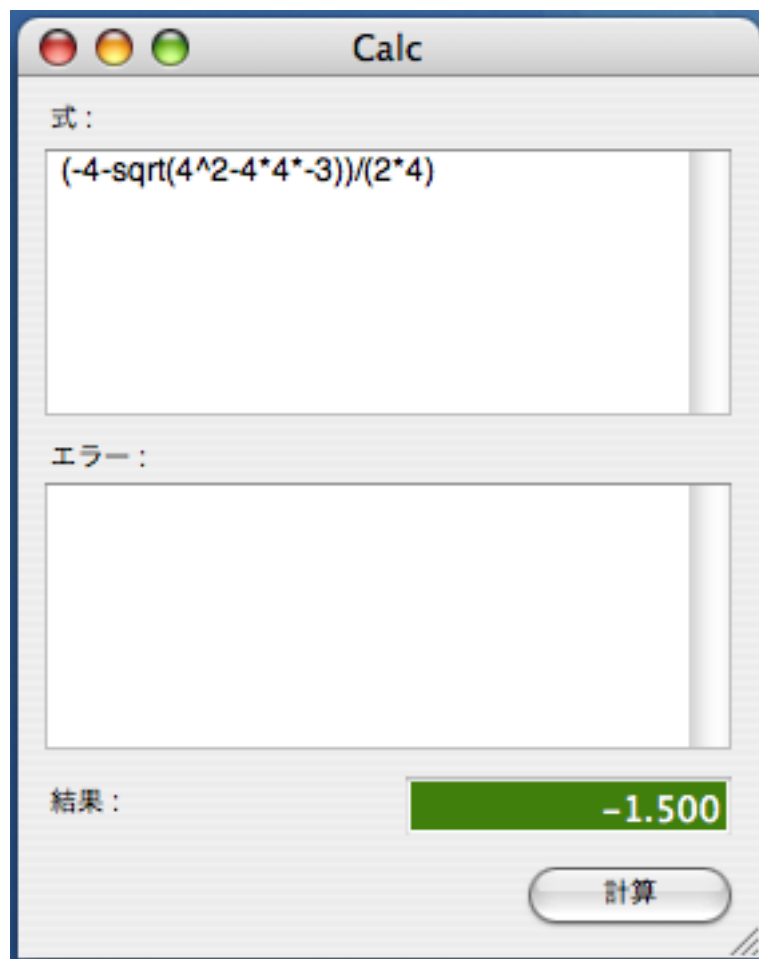 Calc
式 :
(-4-sqrt(4^2-4*4*-3))/(2*4)
エラー :
結果 :
-1.500
計算